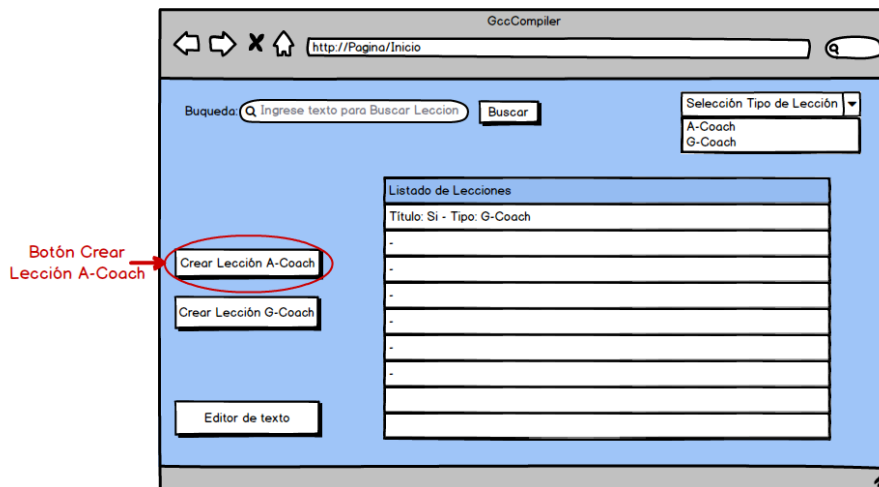 GccCompiler
http://Pagina/Inicio
Buqueda:
Ingrese texto para Buscar Leccion
Buscar
Selección Tipo de Lección
A-Coach
G-Coach
Listado de Lecciones
Título: Si - Tipo: G-Coach
-
-
-
-
-
-
Botón Crear
Lección A-Coach
Crear Lección A-Coach
Crear Lección G-Coach
Editor de texto